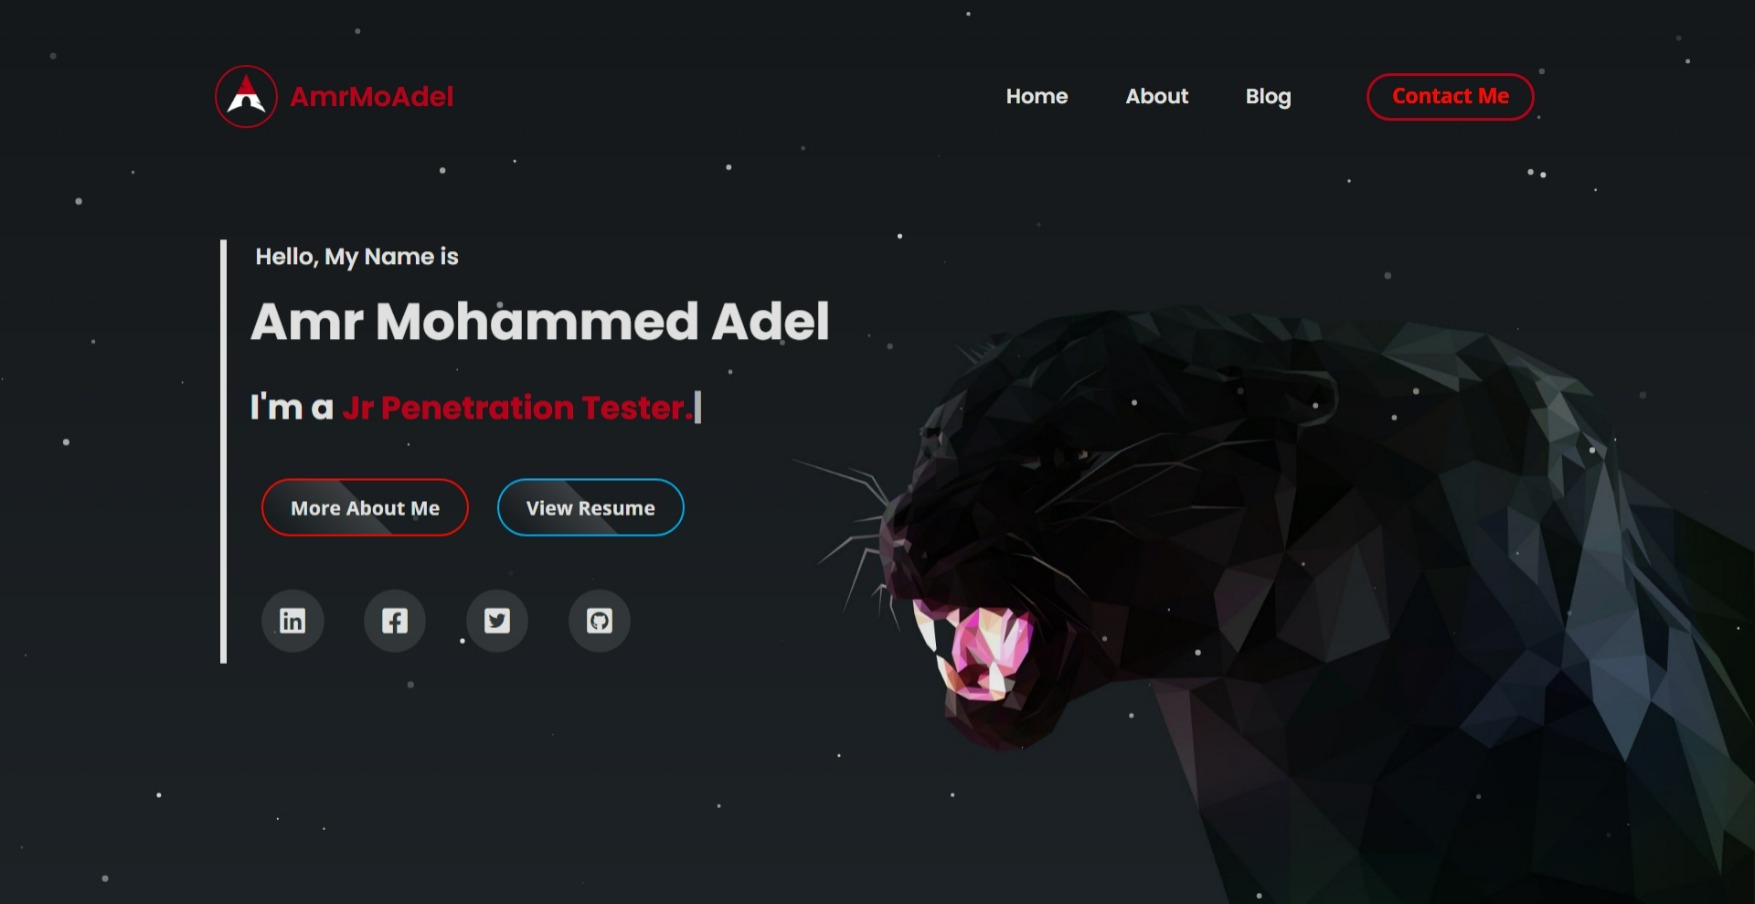 AmrMoAdel
Home
About
Blog
Contact Me
Hello, My Name is
Amr Mohammed Adel
I'm a Jr Penetration Tester.
More About Me
View Resume